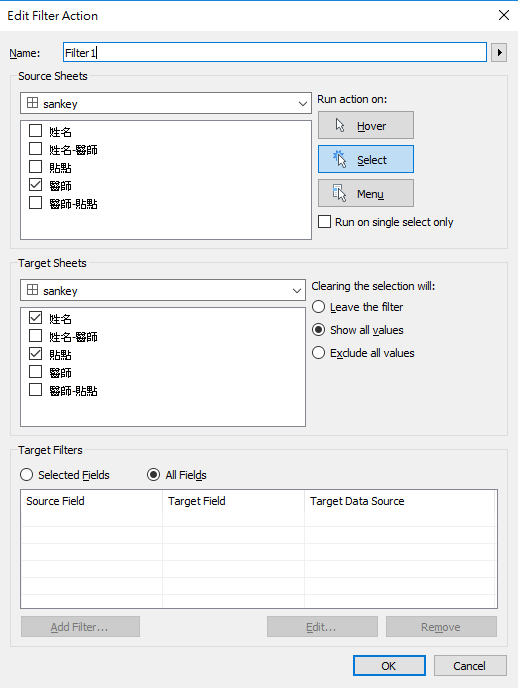 Edit Filter Action
Name: Filter1
Source Sheets
sankey
姓名
姓名-醫師
貼點
醫師
醫師-貼點
Run action on:
Hover
Select
Menu
Run on single select only
Target Sheets
sankey
姓名
姓名-醫師
貼點
醫師
醫師-貼點
Clearing the selection will:
Leave the filter
Show all values
Exclude all values
Target Filters
Selected Fields All Fields
Source Field Target Field Target Data Source
Add Filter... Edit... Remove
OK Cancel